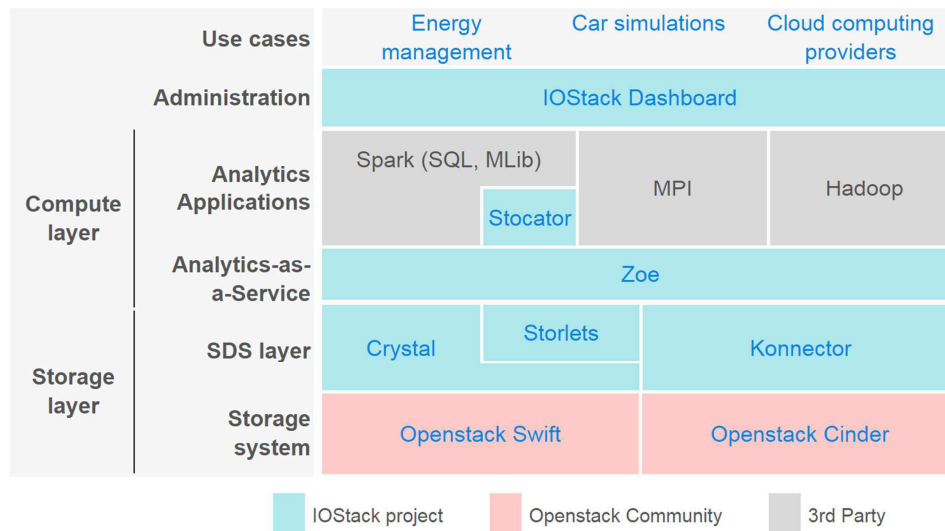 Use cases
Energy
management
Car simulations
Cloud computing
providers
Administration
IOStack Dashboard
Compute
layer
Analytics
Applications
Spark (SQL, MLib)
Stocator
MPI
Hadoop
Analytics-as-
a-Service
Zoe
Storage
layer
SDS layer
Crystal
Storlets
Konnector
Storage
system
Openstack Swift
Openstack Cinder
IOStack project
Openstack Community
3rd Party